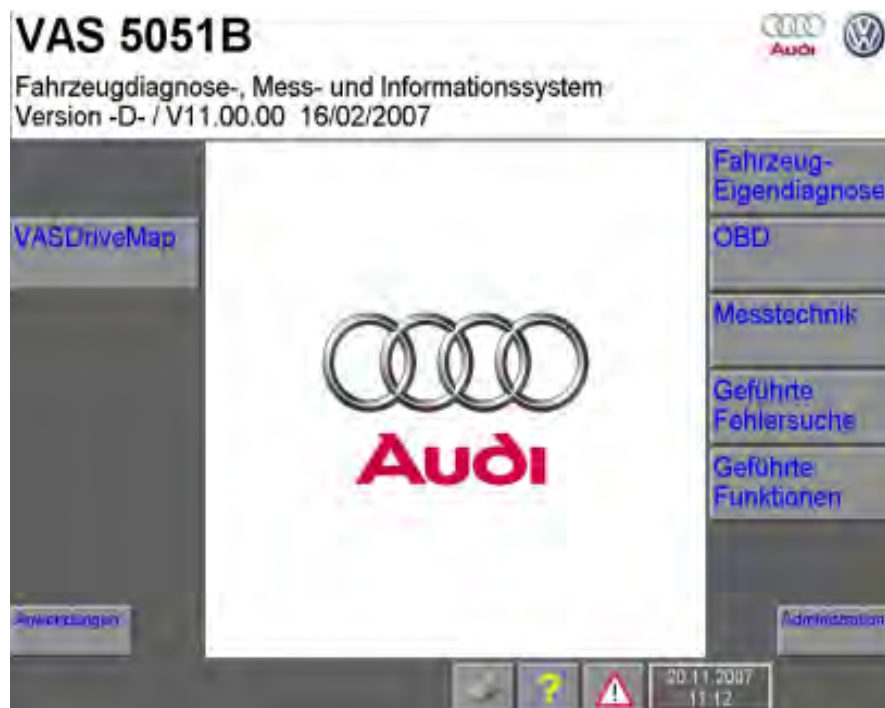 VAS 5051B
Audi
Fahrzeugdiagnose-, Mess- und Informationssystem
Version -D- / V11.00.00 16/02/2007
VASDriveMap
Audi
Fahrzeug-
Eigendiagnose
OBD
Messtechnik
Geführte
Fehlersuche
Geführte
Funktionen
Anwendungen
Administration
?
20.11.2007
11:12